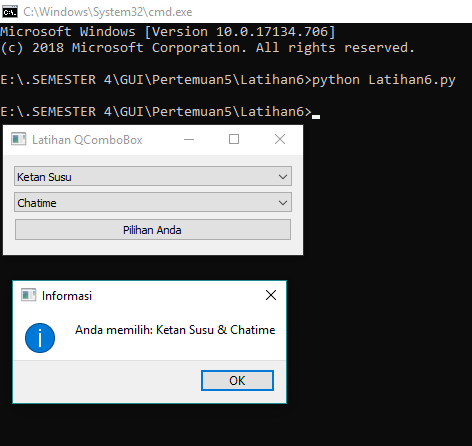 C:\Windows\System32\cmd.exe
Microsoft Windows [Version 10.0.17134.706]
(c) 2018 Microsoft Corporation. All rights reserved.
E:\.SEMESTER 4\GUI\Pertemuan5\Latihan6>python Latihan6.py
E:\.SEMESTER 4\GUI\Pertemuan5\Latihan6>
Latihan QComboBox
Ketan Susu
Chatime
Pilihan Anda
Informasi
Anda memilih: Ketan Susu & Chatime
OK